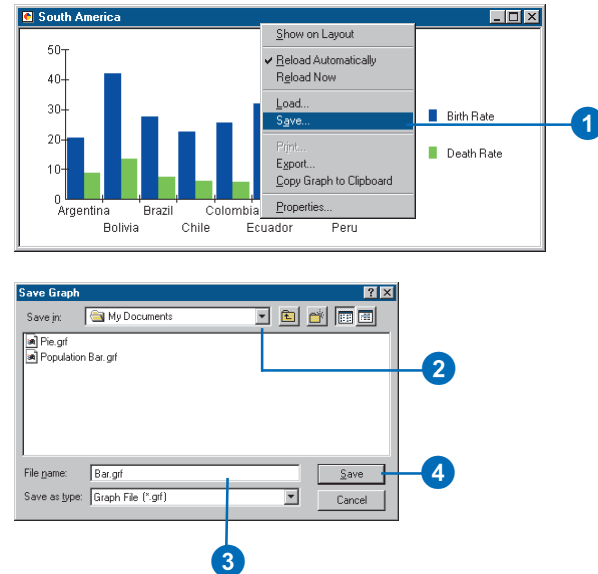 South America
Show on Layout
Reload Automatically
Reload Now
Load...
Save...
Print...
Export...
Copy Graph to Clipboard
Properties...
50
40
30
20
10
0
Birth Rate
Death Rate
Argentina Brazil Colombia
Bolivia Chile Ecuador Peru
1
Save Graph
Save in: My Documents
Pie.grf
Population Bar.grf
2
File name: Bar.grf Save
4
Save as type: Graph File (*.grf) Cancel
3